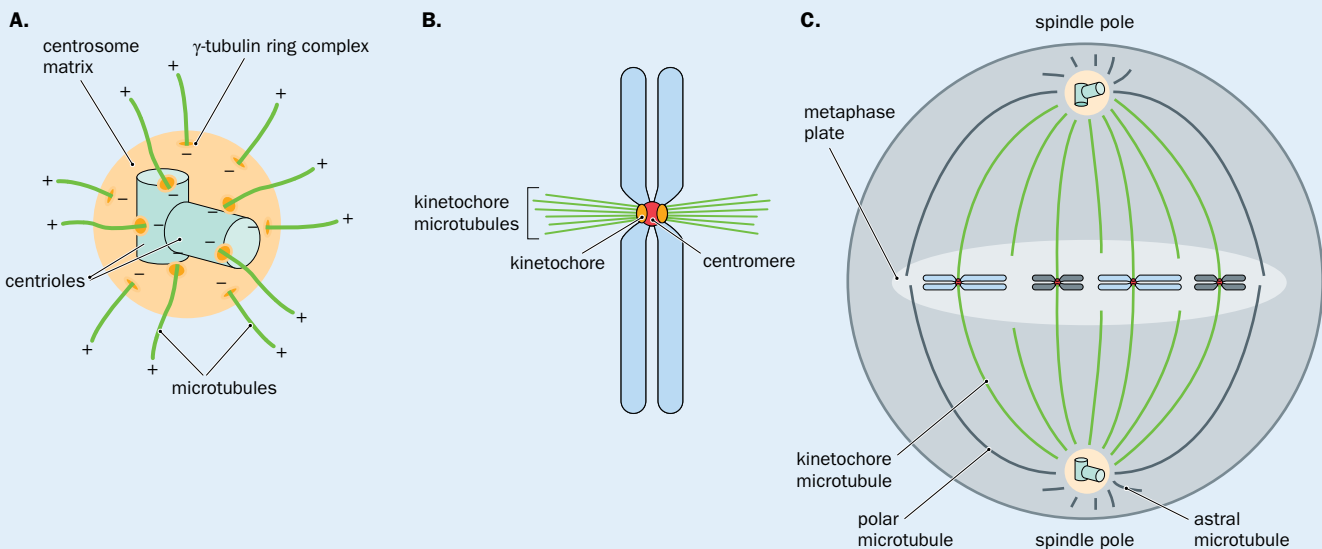 A.
centrosome
matrix
γ-tubulin ring complex
+
+
+
+
+
+
+
+
+
+
+
+
−
−
−
−
−
−
−
−
−
−
−
−
centrioles
microtubules
B.
kinetochore
microtubules
kinetochore
centromere
C.
spindle pole
metaphase
plate
kinetochore
microtubule
polar
microtubule
spindle pole
astral
microtubule